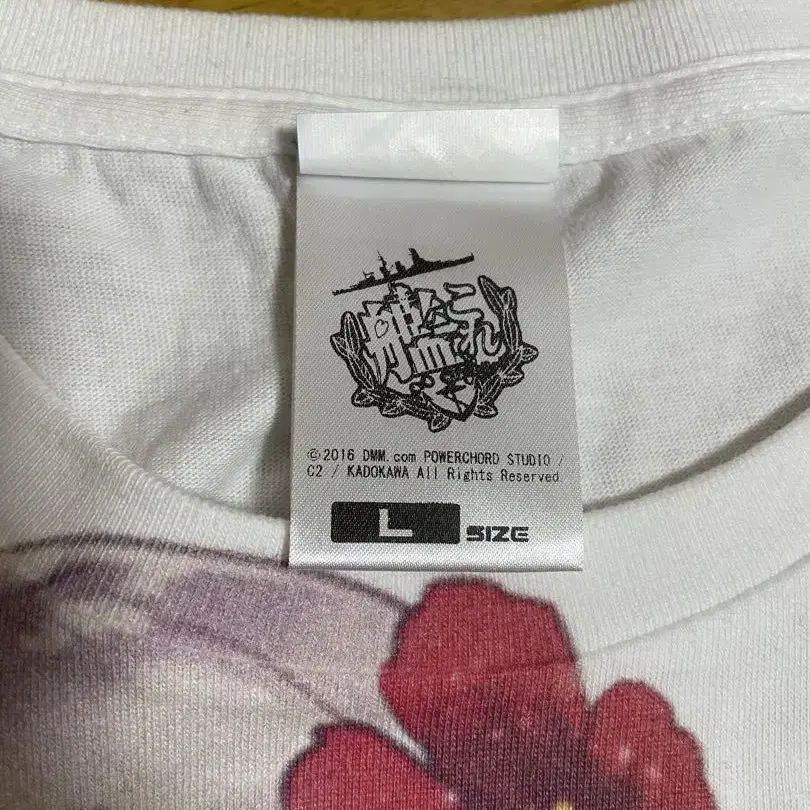 艦これ
©2016 DMM.com POWERCHORD STUDIO /
C2 / KADOKAWA All Rights Reserved.
L SIZE